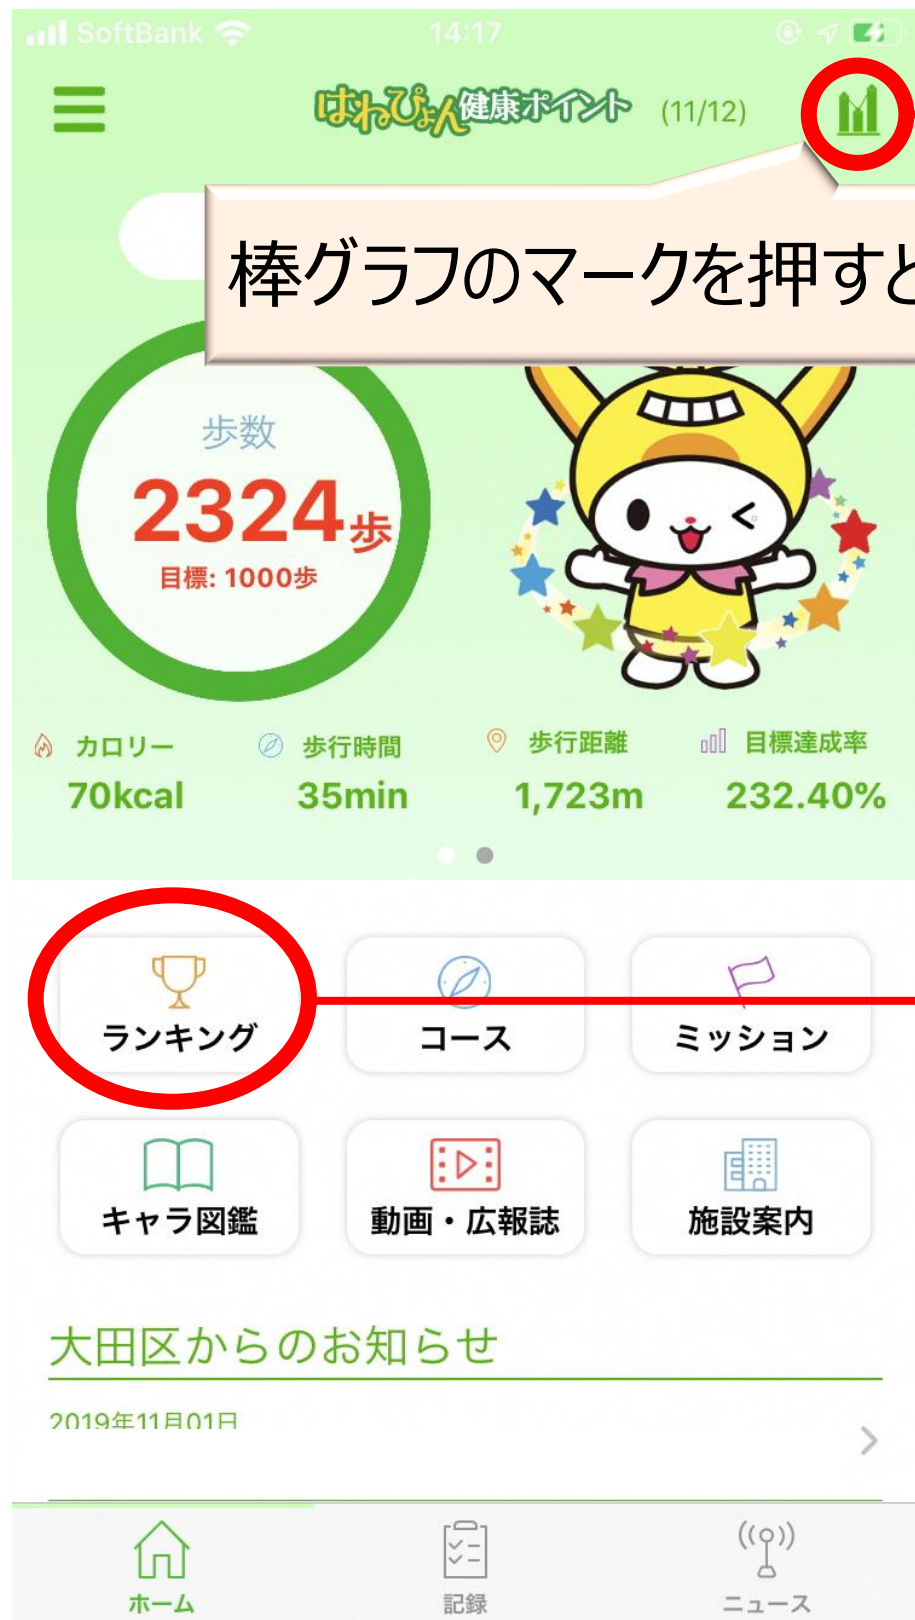 SoftBank 14:17
はねぴょん健康ポイント (11/12)
棒グラフのマークを押すと
歩数
2324歩
目標: 1000歩
カロリー 歩行時間 歩行距離 目標達成率
70kcal 35min 1,723m 232.40%
ランキング コース ミッション
キャラ図鑑 動画・広報誌 施設案内
大田区からのお知らせ
2019年11月01日
ホーム 記録 ニュース